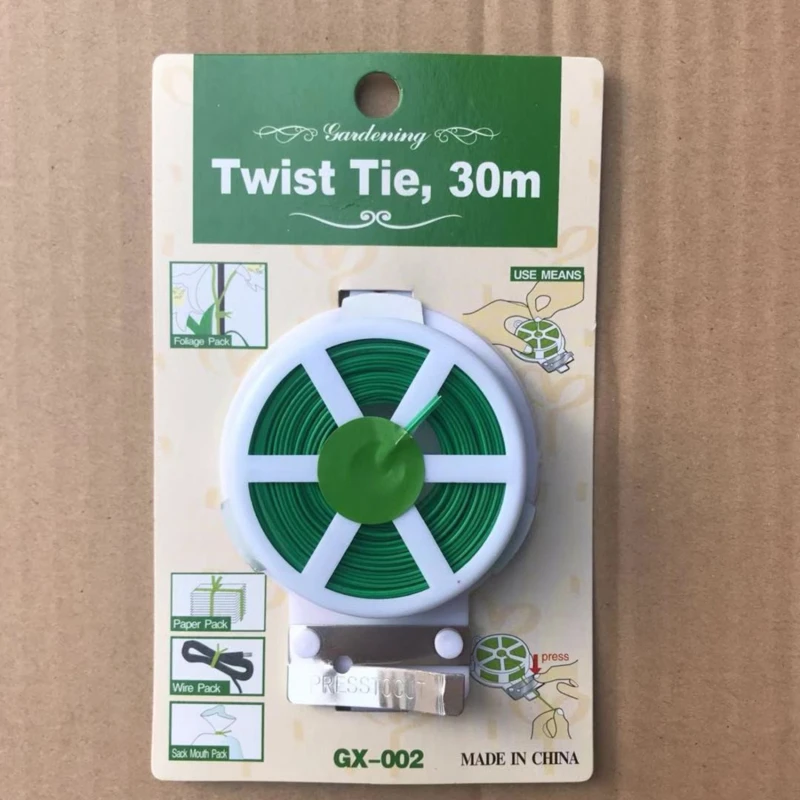 Gardening
Twist Tie, 30m
USE MEANS
Foliage Pack
Paper Pack
Wire Pack
Sack Mouth Pack
press
PRESSTOCUT
GX-002
MADE IN CHINA